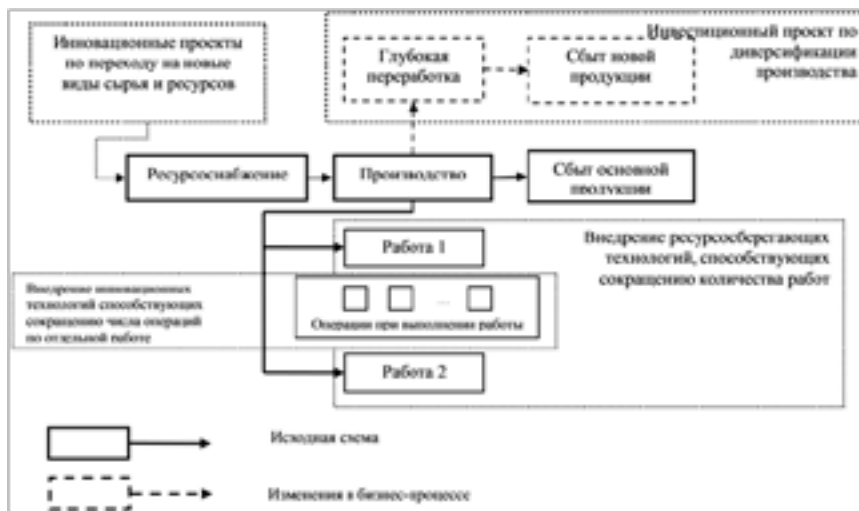 Инновационные проекты
по переходу на новые
виды сырья и ресурсов
Инвестиционный проект по
диверсификации
производства
Глубокая
переработка
Сбыт новой
продукции
Ресурсоснабжение
Производство
Сбыт основной
продукции
Работа 1
Внедрение ресурсосберегающих
технологий, способствующих
сокращению количества работ
Внедрение инновационных
технологий способствующих
сокращению числа операций
по отдельной работе
...
Операции при выполнении работы
Работа 2
Исходная схема
Изменения в бизнес-процессе